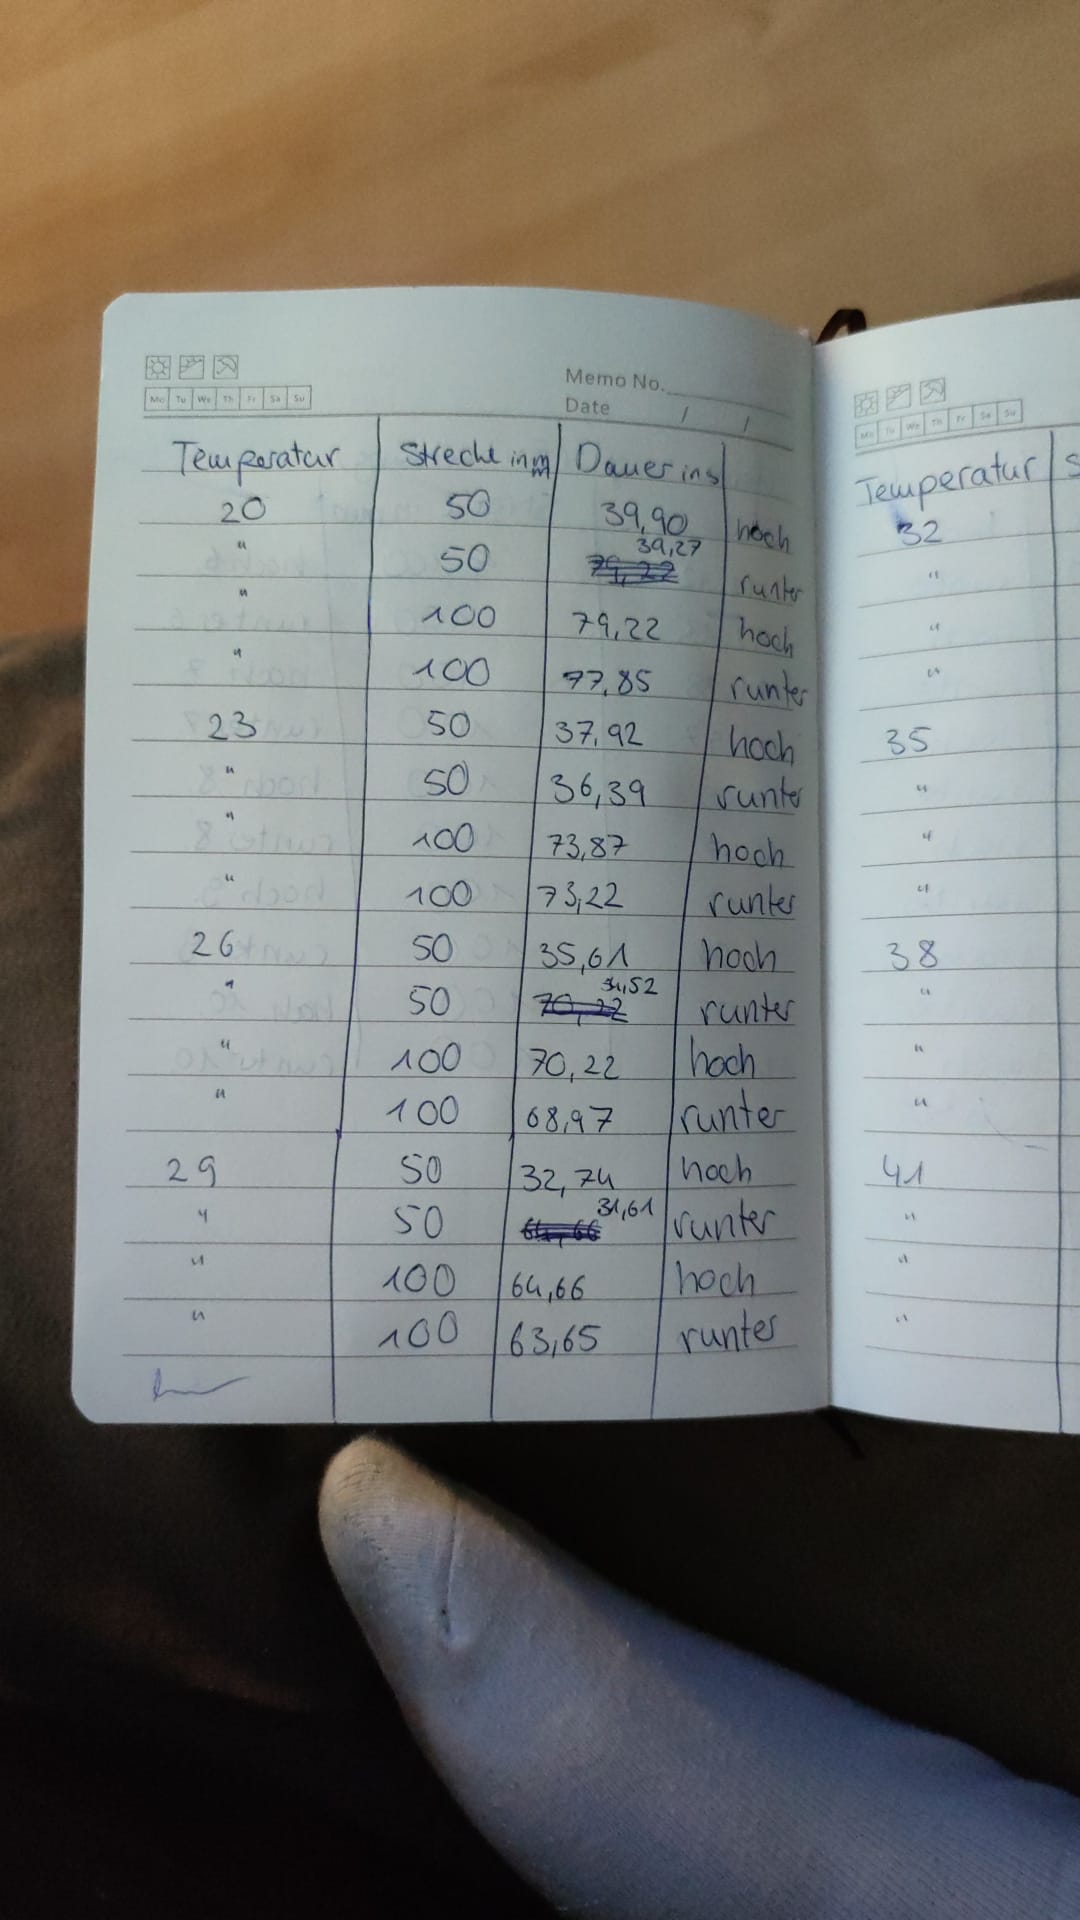 Memo No.
Mo Tu We Th Fr Sa Su
Date / /
Temperatur Strecke in m Dauer in s
20 50 39,90 hoch
" 50 79,22 39,27 runter
" 100 79,22 hoch
" 100 77,85 runter
23 50 37,92 hoch
" 50 36,39 runter
" 100 73,87 hoch
" 100 73,22 runter
26 50 35,61 hoch
" 50 70,22 34,52 runter
" 100 70,22 hoch
" 100 68,97 runter
29 50 32,74 hoch
" 50 64,66 31,61 runter
" 100 64,66 hoch
" 100 63,65 runter
Mo Tu We Th Fr Sa Su
Temperatur S
32
"
"
"
35
"
"
"
38
"
"
"
41
"
"
"